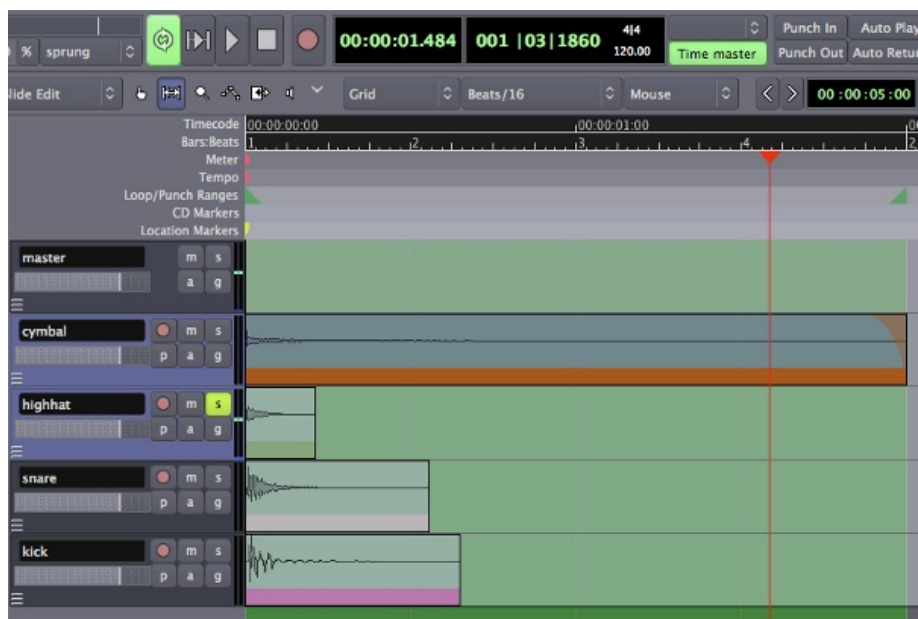 00:00:01.484 001 |03|1860 4|4 Punch In Auto Play
% sprung 120.00 Time master Punch Out Auto Retu
lide Edit Grid Beats/16 Mouse 00 :00:05 :00
Timecode 00:00:00:00 00:00:01:00
Bars:Beats 1 2 3 4 2
Meter
Tempo
Loop/Punch Ranges
CD Markers
Location Markers
master m s
a g
cymbal m s
p a g
highhat m s
p a g
snare m s
p a g
kick m s
p a g